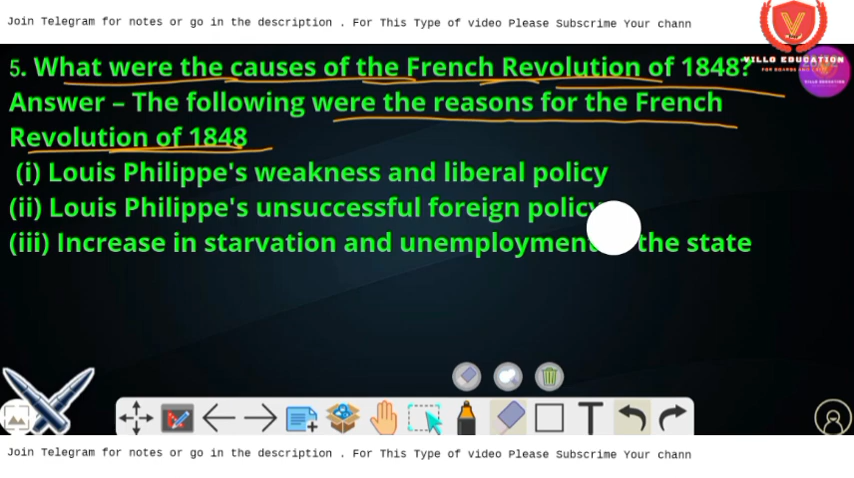 Join Telegram for notes or go in the description . For This Type of video Please Subscrime Your chann
VILLO EDUCATION
5. What were the causes of the French Revolution of 1848?
Answer – The following were the reasons for the French
Revolution of 1848
(i) Louis Philippe's weakness and liberal policy
(ii) Louis Philippe's unsuccessful foreign policy
(iii) Increase in starvation and unemployment the state
Join Telegram for notes or go in the description . For This Type of video Please Subscrime Your chann